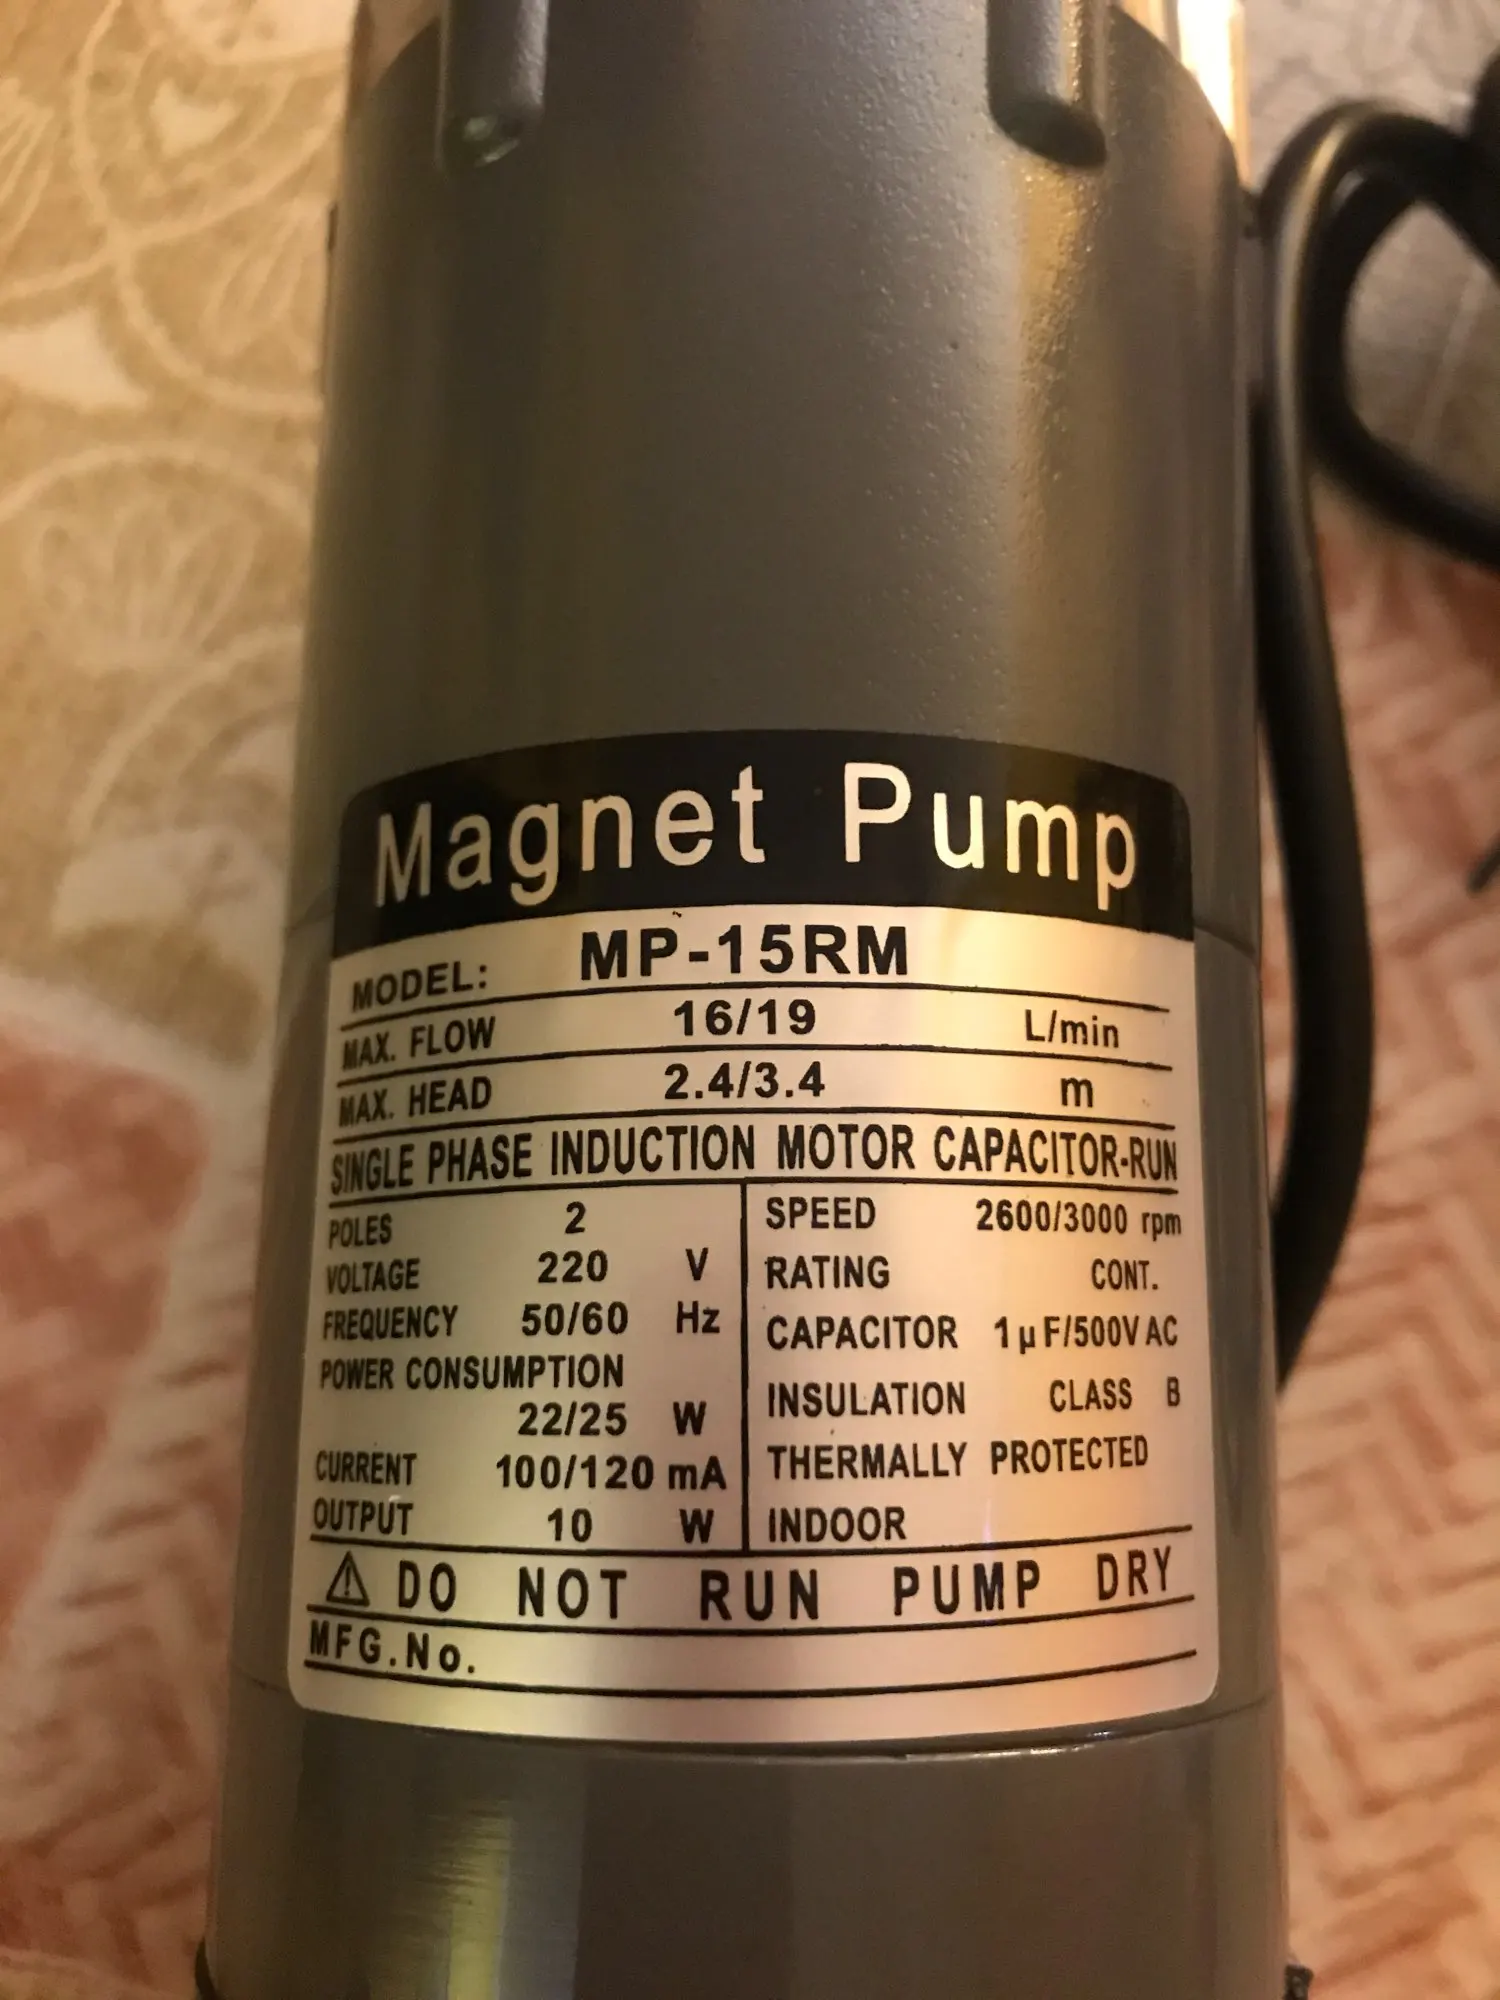 Magnet Pump
MODEL: MP-15RM
MAX. FLOW 16/19 L/min
MAX. HEAD 2.4/3.4 m
SINGLE PHASE INDUCTION MOTOR CAPACITOR-RUN
POLES 2
VOLTAGE 220 V
FREQUENCY 50/60 Hz
POWER CONSUMPTION
22/25 W
CURRENT 100/120 mA
OUTPUT 10 W
SPEED 2600/3000 rpm
RATING CONT.
CAPACITOR 1µF/500V AC
INSULATION CLASS B
THERMALLY PROTECTED
INDOOR
⚠ DO NOT RUN PUMP DRY
MFG.No.